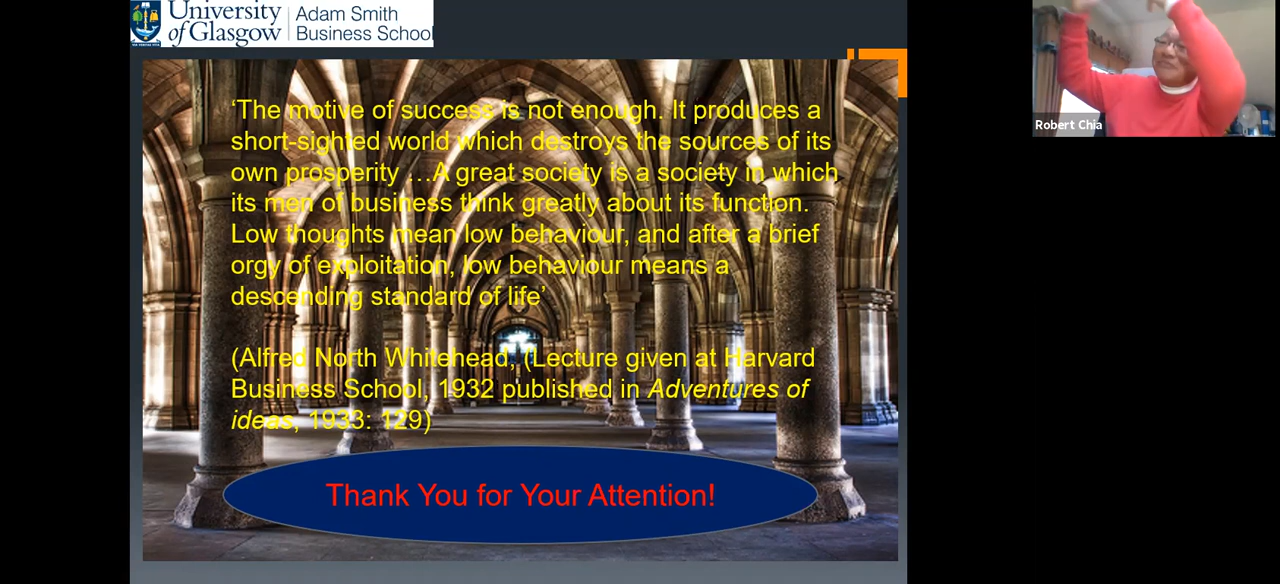 University
of Glasgow
Adam Smith
Business School
‘The motive of success is not enough. It produces a
short-sighted world which destroys the sources of its
own prosperity …A great society is a society in which
its men of business think greatly about its function.
Low thoughts mean low behaviour, and after a brief
orgy of exploitation, low behaviour means a
descending standard of life’
(Alfred North Whitehead, (Lecture given at Harvard
Business School, 1932 published in Adventures of
ideas, 1933: 129)
Thank You for Your Attention!
Robert Chia